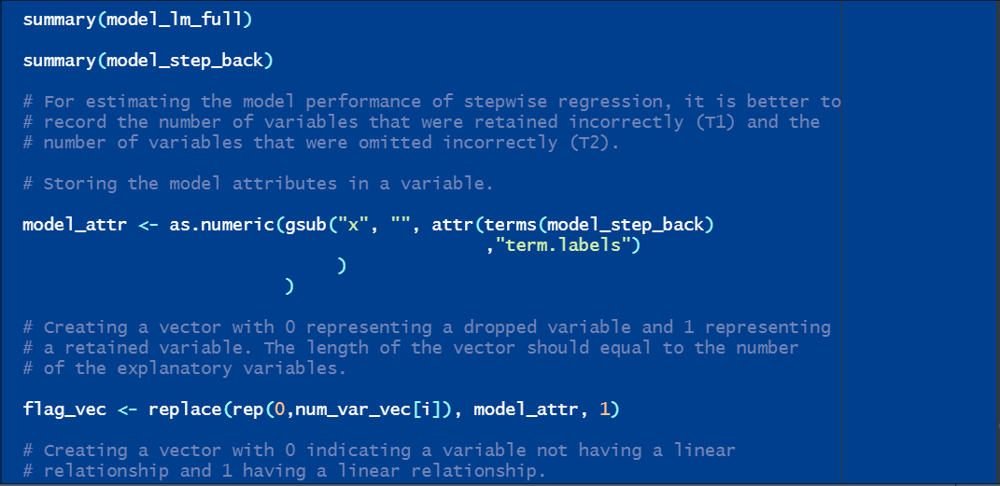 summary(model_lm_full)
summary(model_step_back)
# For estimating the model performance of stepwise regression, it is better to
# record the number of variables that were retained incorrectly (T1) and the
# number of variables that were omitted incorrectly (T2).
# Storing the model attributes in a variable.
model_attr <- as.numeric(gsub("x", "", attr(terms(model_step_back)
,"term.labels")
)
)
# Creating a vector with 0 representing a dropped variable and 1 representing
# a retained variable. The length of the vector should equal to the number
# of the explanatory variables.
flag_vec <- replace(rep(0,num_var_vec[i]), model_attr, 1)
# Creating a vector with 0 indicating a variable not having a linear
# relationship and 1 having a linear relationship.